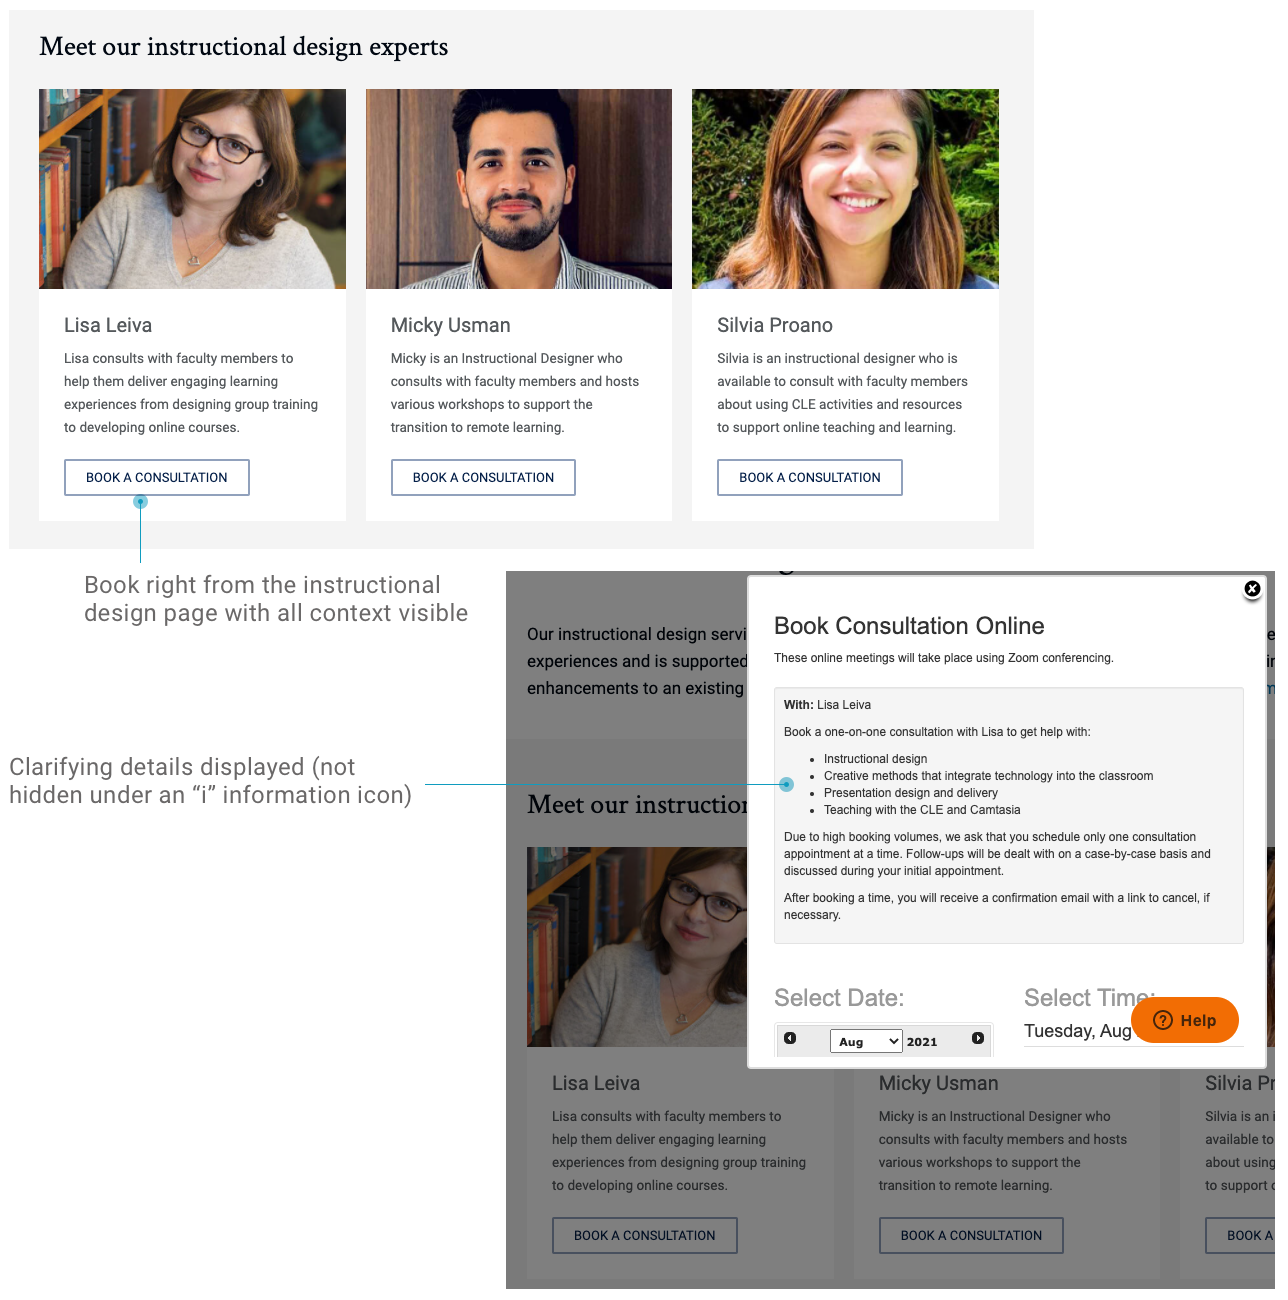 Meet our instructional design experts
Lisa Leiva
Lisa consults with faculty members to
help them deliver engaging learning
experiences from designing group training
to developing online courses.
BOOK A CONSULTATION
Micky Usman
Micky is an Instructional Designer who
consults with faculty members and hosts
various workshops to support the
transition to remote learning.
BOOK A CONSULTATION
Silvia Proano
Silvia is an instructional designer who is
available to consult with faculty members
about using CLE activities and resources
to support online teaching and learning.
BOOK A CONSULTATION
Book right from the instructional
design page with all context visible
Clarifying details displayed (not
hidden under an “i” information icon)
Our instructional design servi
experiences and is supported
enhancements to an existing
Meet our instruction
Book Consultation Online
These online meetings will take place using Zoom conferencing.
With: Lisa Leiva
Book a one-on-one consultation with Lisa to get help with:
• Instructional design
• Creative methods that integrate technology into the classroom
• Presentation design and delivery
• Teaching with the CLE and Camtasia
Due to high booking volumes, we ask that you schedule only one consultation
appointment at a time. Follow-ups will be dealt with on a case-by-case basis and
discussed during your initial appointment.
After booking a time, you will receive a confirmation email with a link to cancel, if
necessary.
Select Date:
Aug 2021
Select Time:
Tuesday, Aug
Help
Lisa Leiva
Lisa consults with faculty members to
help them deliver engaging learning
experiences from designing group training
to developing online courses.
BOOK A CONSULTATION
Micky Usman
Micky is an Instructional Designer who
consults with faculty members and hosts
various workshops to support the
transition to remote learning.
BOOK A CONSULTATION
Silvia Pr
Silvia is an i
available to
about using
to support o
BOOK A